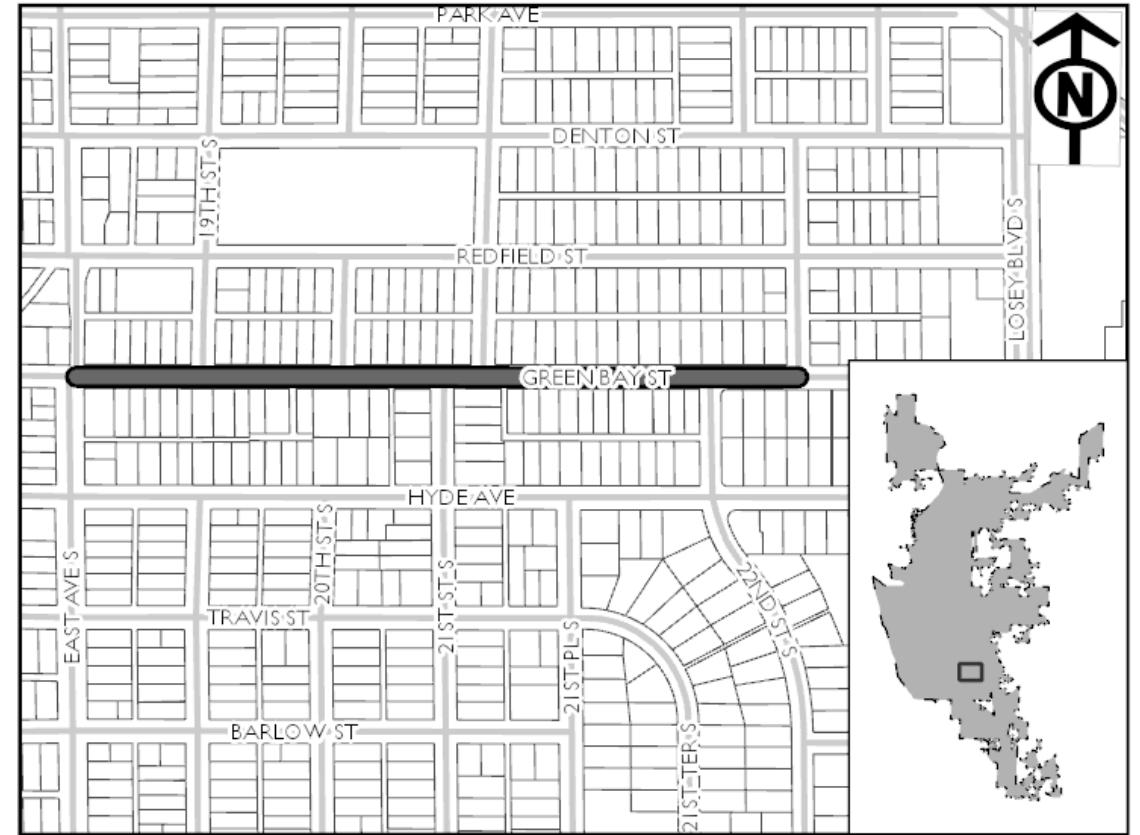 PARK AVE
N
DENTON ST
19TH ST S
REDFIELD ST
LOSEY BLVD S
GREEN BAY ST
HYDE AVE
20TH ST S
21ST ST S
22ND ST S
EAST AVE S
TRAVIS ST
21ST PL S
BARLOW ST
21ST TER S